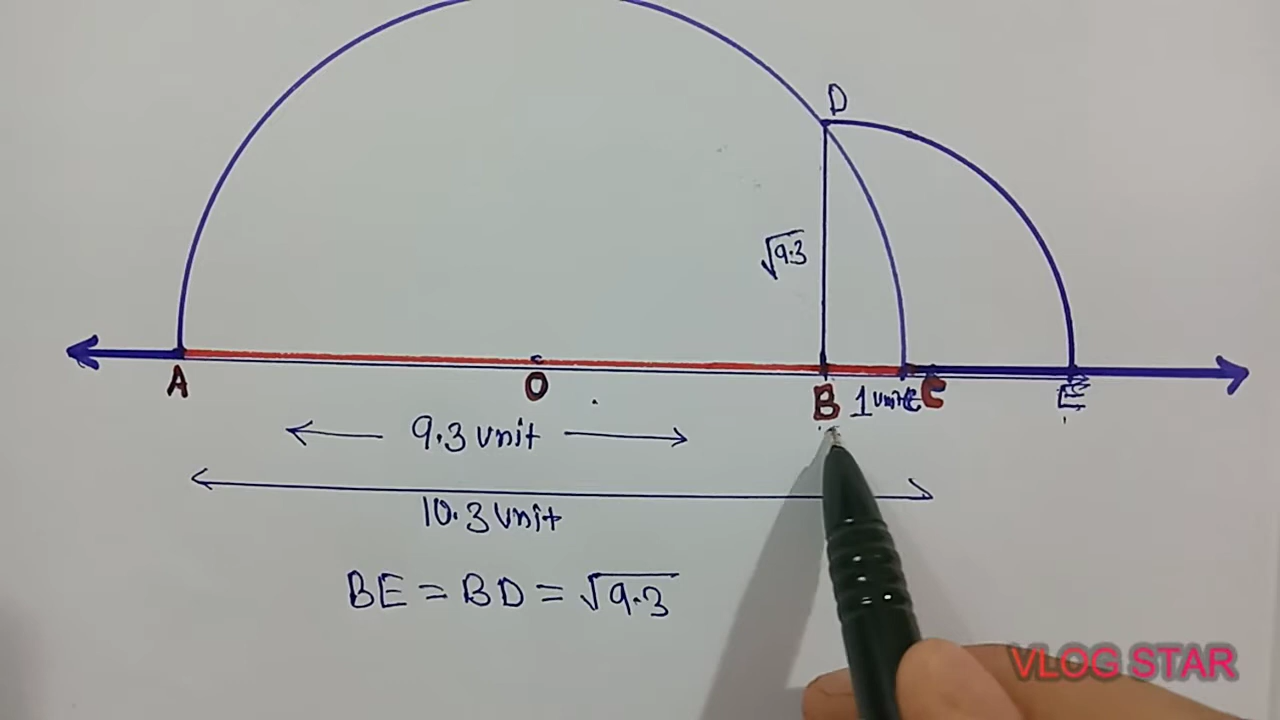 D
√9.3
A
O
B
1 unit
C
E
9.3 unit
10.3 unit
BE = BD = √9.3
VLOG STAR